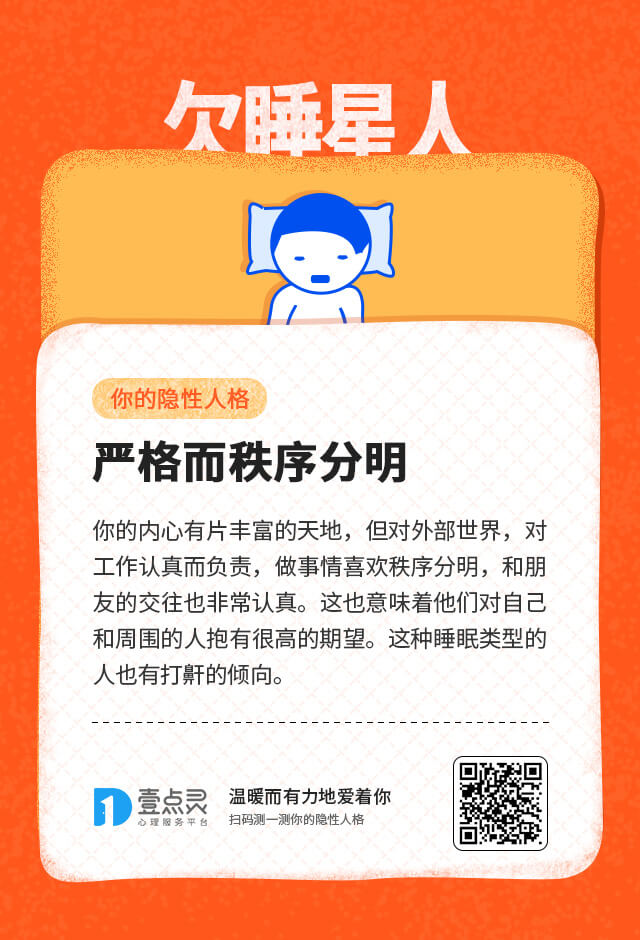 欠睡星人
你的隐性人格
严格而秩序分明
你的内心有片丰富的天地，但对外部世界，对
工作认真而负责，做事情喜欢秩序分明，和朋
友的交往也非常认真。这也意味着他们对自己
和周围的人抱有很高的期望。这种睡眠类型的
人也有打鼾的倾向。
壹点灵
心理服务平台
温暖而有力地爱着你
扫码测一测你的隐性人格